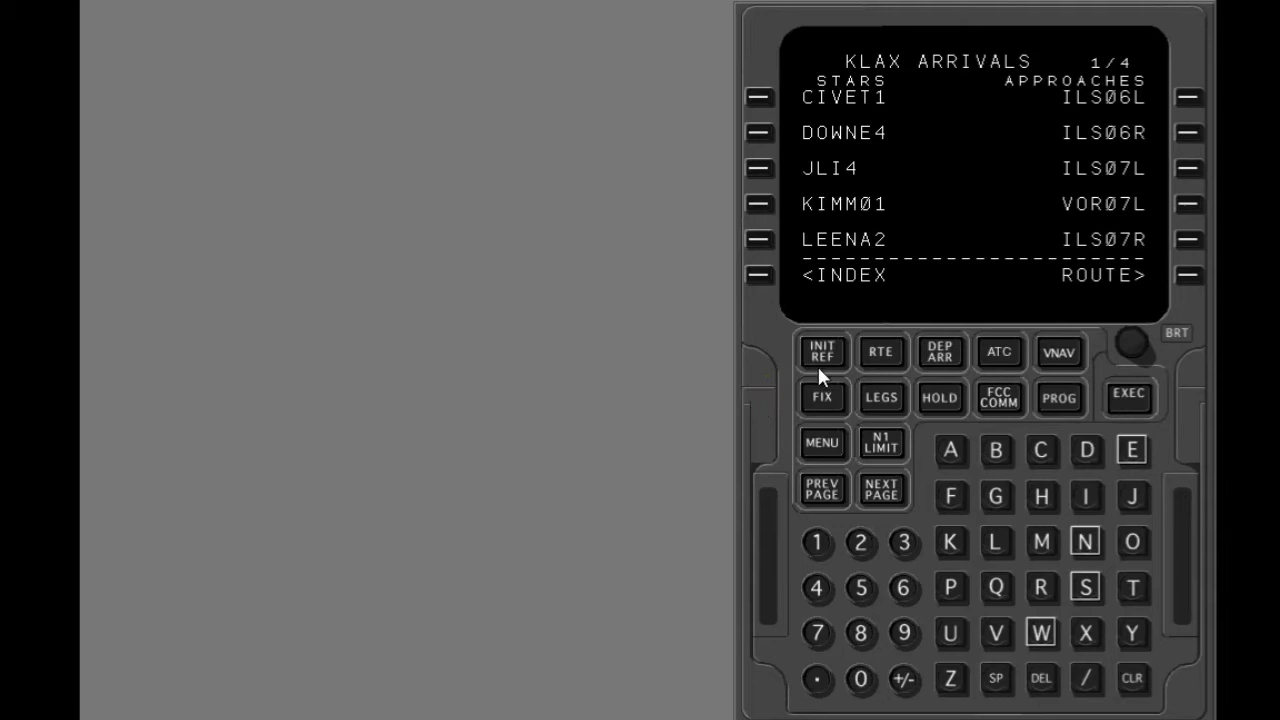 KLAX ARRIVALS 1/4
STARS APPROACHES
CIVET1 ILS06L
DOWNE4 ILS06R
JLI4 ILS07L
KIMM01 VOR07L
LEENA2 ILS07R
<INDEX ROUTE>
BRT
INIT REF RTE DEP ARR ATC VNAV
FIX LEGS HOLD FCC COMM PROG EXEC
MENU N1 LIMIT
A B C D E
PREV PAGE NEXT PAGE
F G H I J
1 2 3 K L M N O
4 5 6 P Q R S T
7 8 9 U V W X Y
. 0 +/- Z SP DEL / CLR